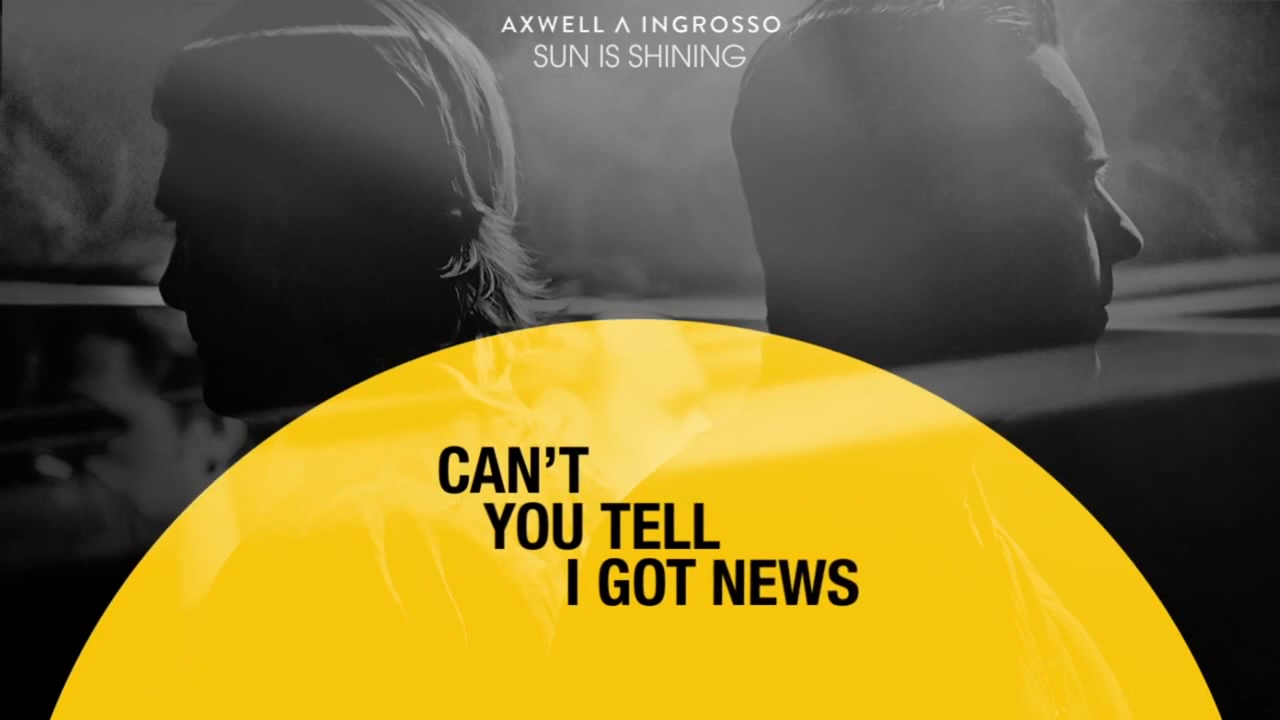 AXWELL Λ INGROSSO
SUN IS SHINING
CAN’T
YOU TELL
I GOT NEWS